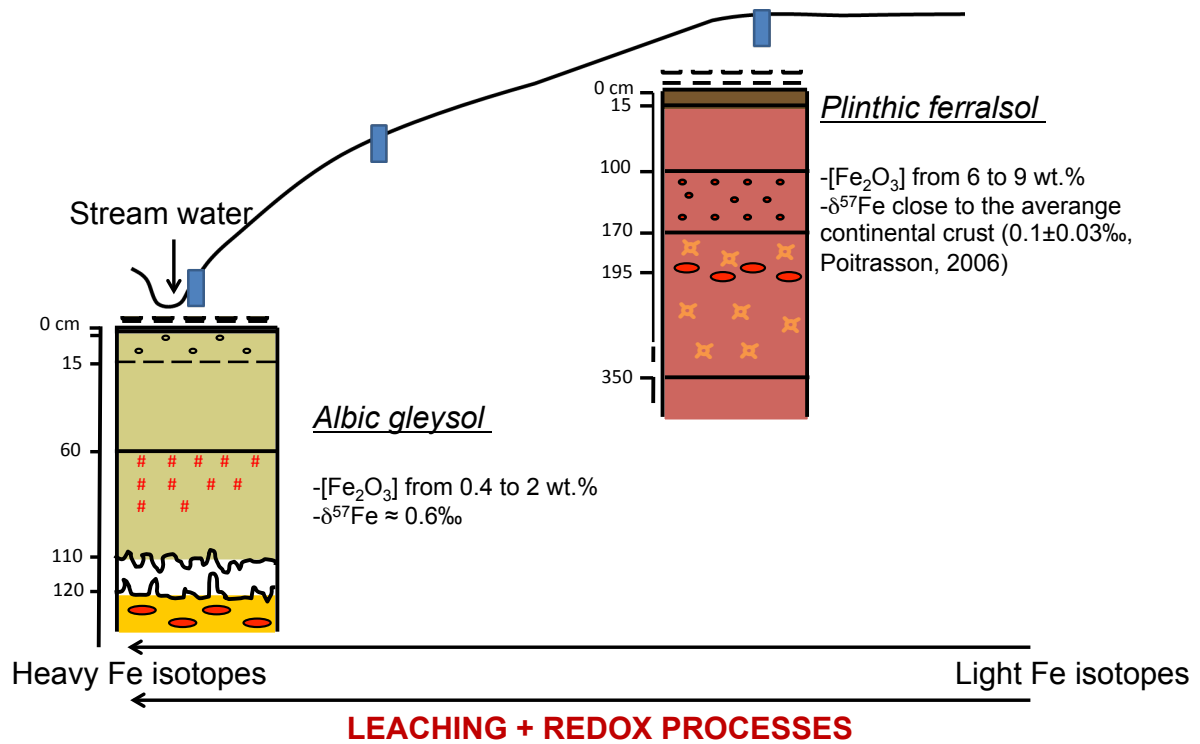 0 cm
15
100
170
195
350
Plinthic ferralsol
-[Fe₂O₃] from 6 to 9 wt.%
-δ⁵⁷Fe close to the averange
continental crust (0.1±0.03‰,
Poitrasson, 2006)
Stream water
0 cm
15
60
110
120
# # # # #
# # # #
# #
Albic gleysol
-[Fe₂O₃] from 0.4 to 2 wt.%
-δ⁵⁷Fe ≈ 0.6‰
Heavy Fe isotopes
Light Fe isotopes
LEACHING + REDOX PROCESSES